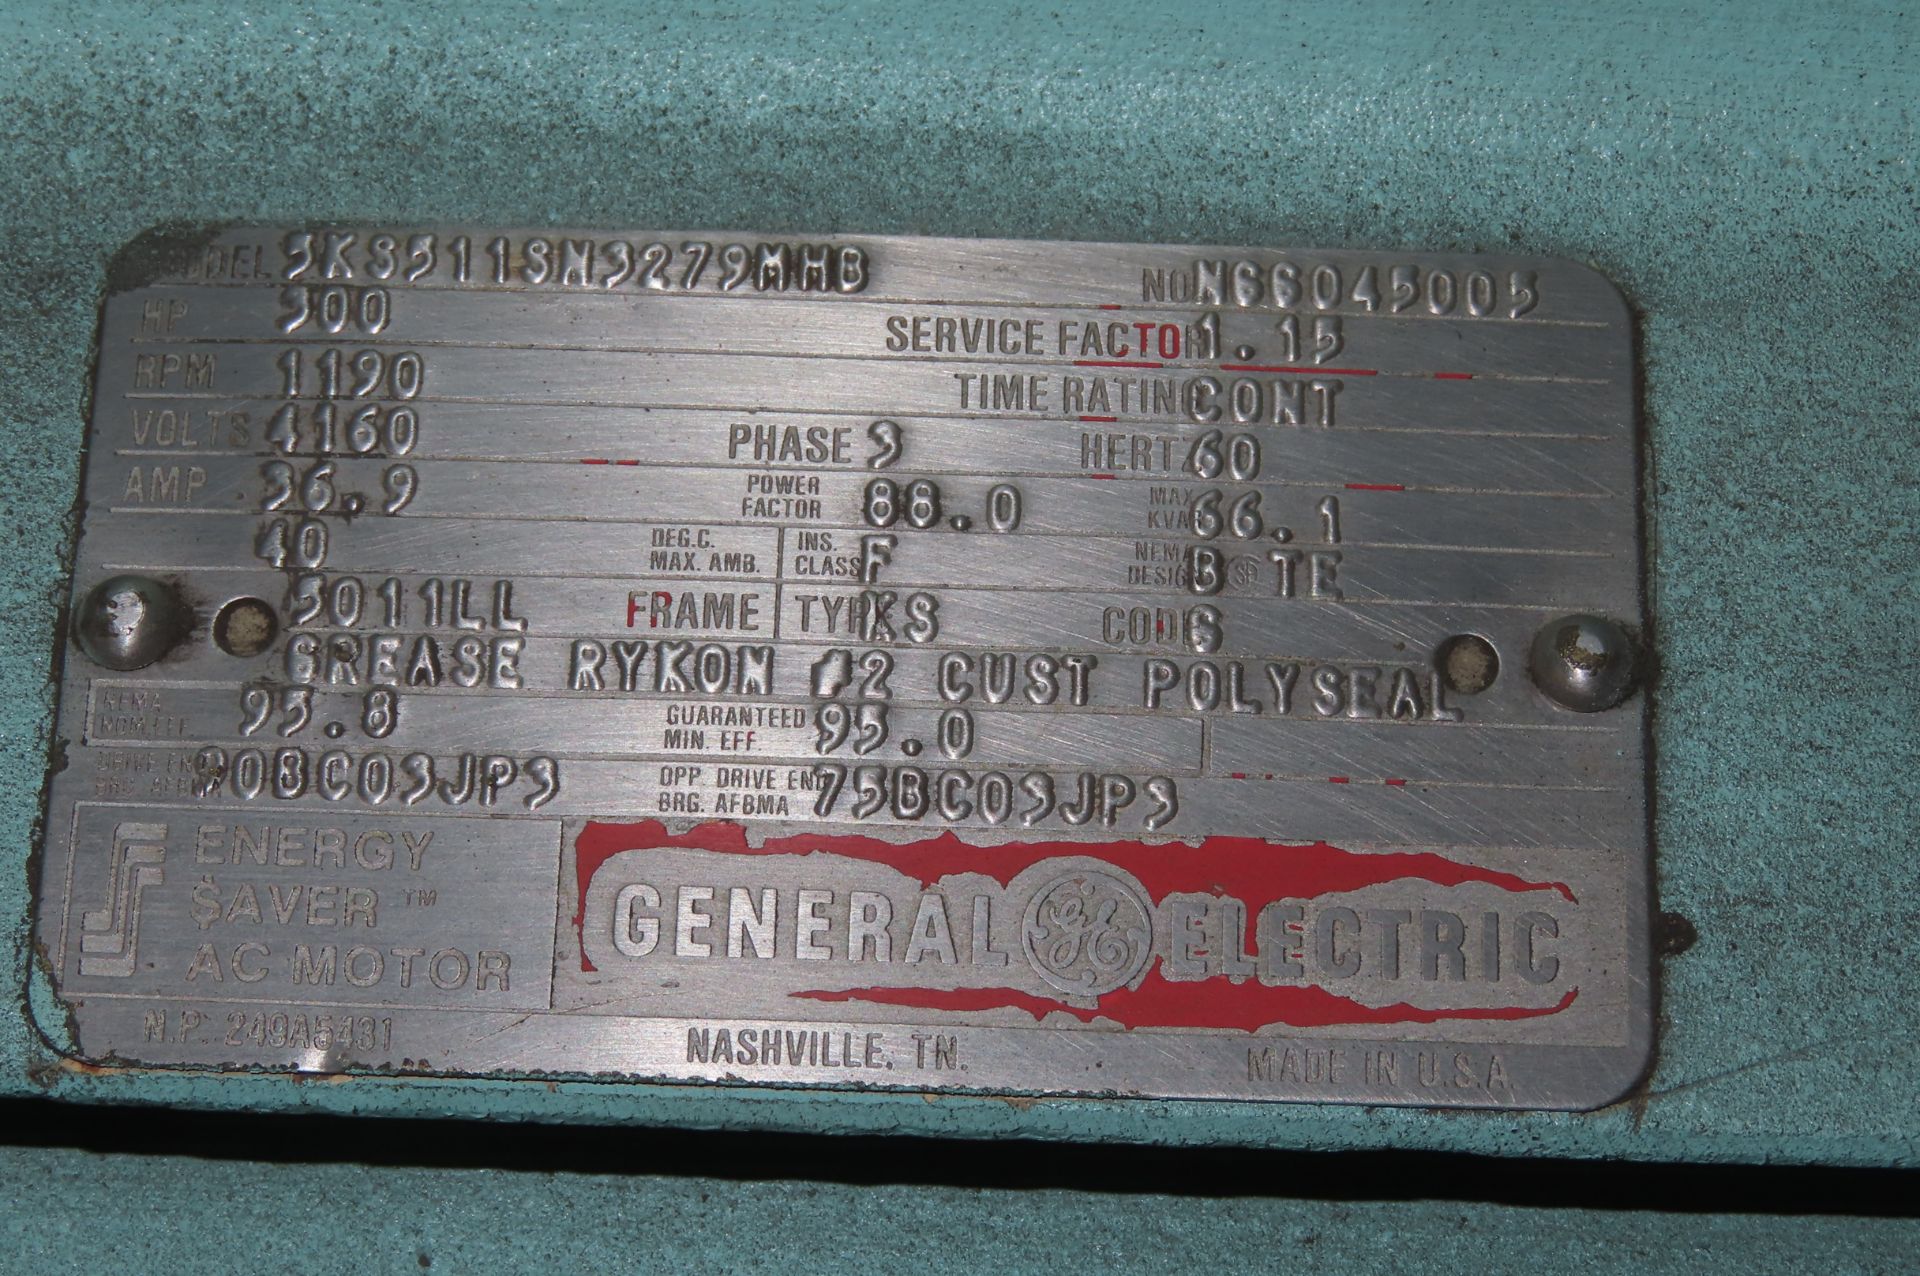 MODEL 5KS511SN3279MHB NO. N66045005
HP 300 SERVICE FACTOR 1.15
RPM 1190 TIME RATING CONT
VOLTS 4160 PHASE 3 HERTZ 60
AMP 36.9 POWER FACTOR 88.0 MAX KVAR 66.1
40 DEG.C. MAX. AMB. INS. CLASS F NEMA DESIGN B SP TE
5011LL FRAME TYPE KS CODE G
GREASE RYKON #2 CUST POLYSEAL
NEMA NOM.EFF. 95.8 GUARANTEED MIN. EFF. 95.0
DRIVE END BRG. AFBMA 90BC03JP3 OPP. DRIVE END BRG. AFBMA 75BC03JP3
ENERGY
$AVER ™
AC MOTOR
GENERAL GE ELECTRIC
N.P. 249A5431 NASHVILLE, TN. MADE IN U.S.A.